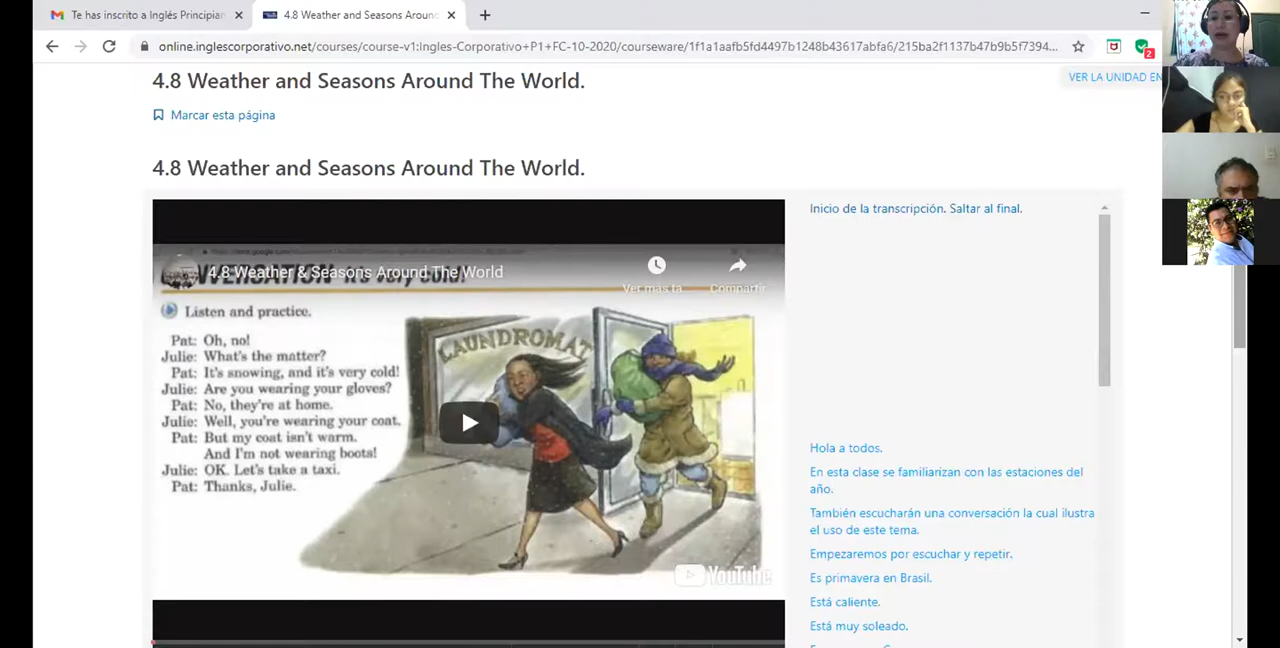 Te has inscrito a Inglés Principian
4.8 Weather and Seasons Aroun
online.inglescorporativo.net/courses/course-v1:Ingles-Corporativo+P1+FC-10-2020/courseware/1f1a1aafb5fd4497b1248b43617abfa6/215ba2f1137b47b9b5f7394...
2
4.8 Weather and Seasons Around The World.
VER LA UNIDAD EN
Marcar esta página
4.8 Weather and Seasons Around The World.
4.8 Weather & Seasons Around The World
Ver más ta...
Compartir
Listen and practice.
Pat: Oh, no!
Julie: What's the matter?
Pat: It's snowing, and it's very cold!
Julie: Are you wearing your gloves?
Pat: No, they're at home.
Julie: Well, you're wearing your coat.
Pat: But my coat isn't warm.
And I'm not wearing boots!
Julie: OK. Let's take a taxi.
Pat: Thanks, Julie.
LAUNDROMAT
YouTube
Inicio de la transcripción. Saltar al final.
Hola a todos.
En esta clase se familiarizan con las estaciones del
año.
También escucharán una conversación la cual ilustra
el uso de este tema.
Empezaremos por escuchar y repetir.
Es primavera en Brasil.
Está caliente.
Está muy soleado.